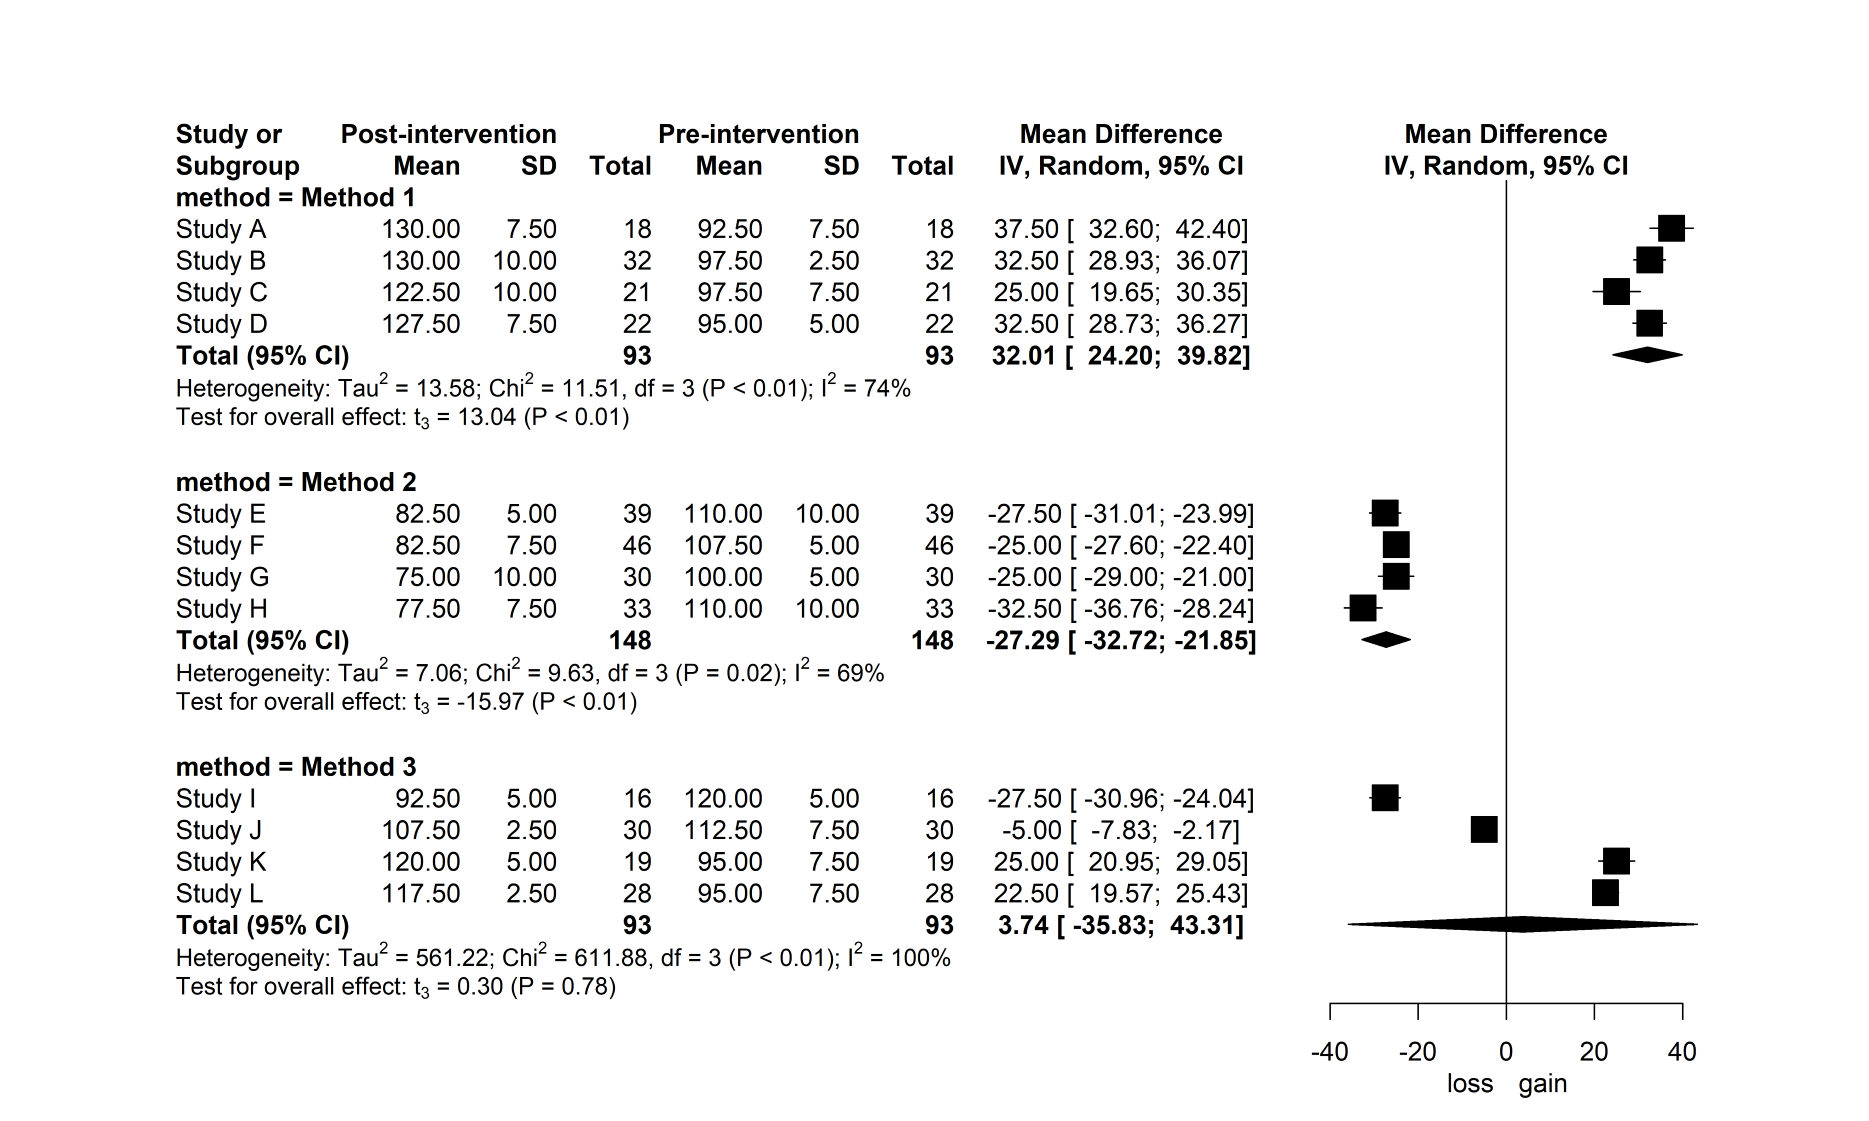 Study or Post-intervention Pre-intervention Mean Difference Mean Difference
Subgroup Mean SD Total Mean SD Total IV, Random, 95% CI IV, Random, 95% CI
method = Method 1
Study A 130.00 7.50 18 92.50 7.50 18 37.50 [ 32.60; 42.40]
Study B 130.00 10.00 32 97.50 2.50 32 32.50 [ 28.93; 36.07]
Study C 122.50 10.00 21 97.50 7.50 21 25.00 [ 19.65; 30.35]
Study D 127.50 7.50 22 95.00 5.00 22 32.50 [ 28.73; 36.27]
Total (95% CI) 93 93 32.01 [ 24.20; 39.82]
Heterogeneity: Tau² = 13.58; Chi² = 11.51, df = 3 (P < 0.01); I² = 74%
Test for overall effect: t₃ = 13.04 (P < 0.01)
method = Method 2
Study E 82.50 5.00 39 110.00 10.00 39 -27.50 [ -31.01; -23.99]
Study F 82.50 7.50 46 107.50 5.00 46 -25.00 [ -27.60; -22.40]
Study G 75.00 10.00 30 100.00 5.00 30 -25.00 [ -29.00; -21.00]
Study H 77.50 7.50 33 110.00 10.00 33 -32.50 [ -36.76; -28.24]
Total (95% CI) 148 148 -27.29 [ -32.72; -21.85]
Heterogeneity: Tau² = 7.06; Chi² = 9.63, df = 3 (P = 0.02); I² = 69%
Test for overall effect: t₃ = -15.97 (P < 0.01)
method = Method 3
Study I 92.50 5.00 16 120.00 5.00 16 -27.50 [ -30.96; -24.04]
Study J 107.50 2.50 30 112.50 7.50 30 -5.00 [ -7.83; -2.17]
Study K 120.00 5.00 19 95.00 7.50 19 25.00 [ 20.95; 29.05]
Study L 117.50 2.50 28 95.00 7.50 28 22.50 [ 19.57; 25.43]
Total (95% CI) 93 93 3.74 [ -35.83; 43.31]
Heterogeneity: Tau² = 561.22; Chi² = 611.88, df = 3 (P < 0.01); I² = 100%
Test for overall effect: t₃ = 0.30 (P = 0.78)
-40 -20 0 20 40
loss gain